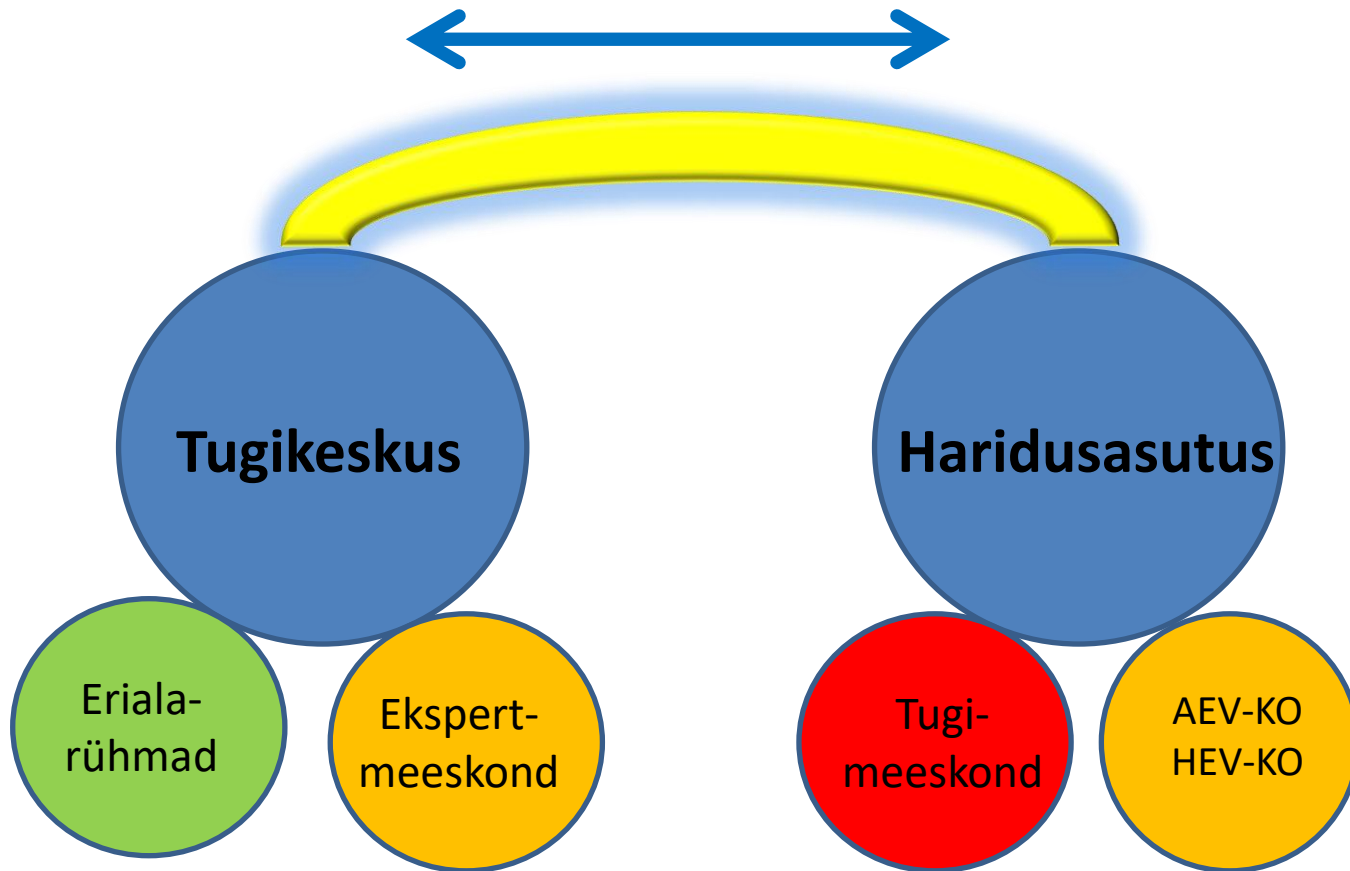 Tugikeskus
Haridusasutus
Eriala-
rühmad
Ekspert-
meeskond
Tugi-
meeskond
AEV-KO
HEV-KO